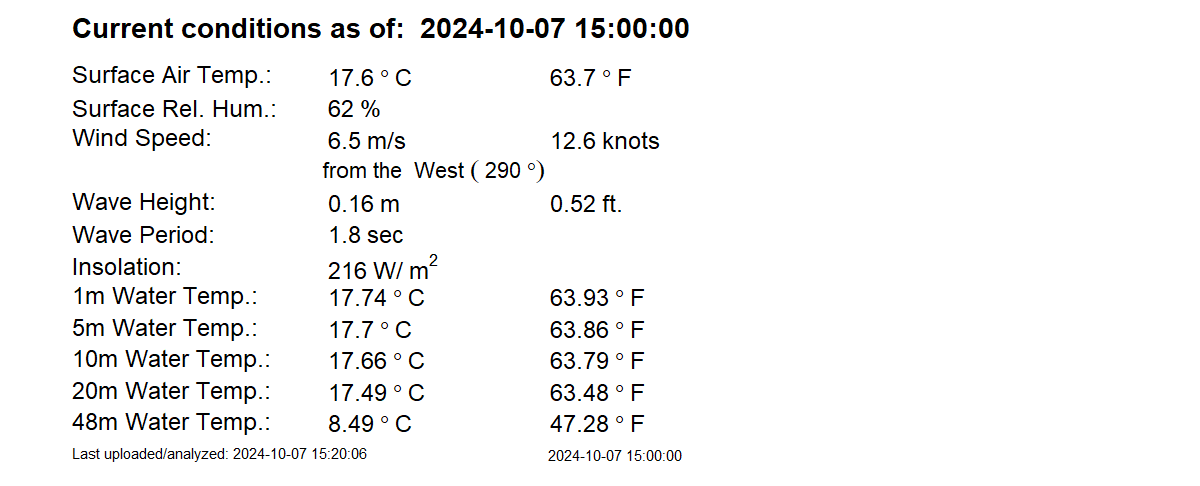 Current conditions as of: 2024-10-07 15:00:00
Surface Air Temp.: 17.6 ° C 63.7 ° F
Surface Rel. Hum.: 62 %
Wind Speed: 6.5 m/s 12.6 knots
from the West ( 290 °)
Wave Height: 0.16 m 0.52 ft.
Wave Period: 1.8 sec
Insolation: 216 W/ m²
1m Water Temp.: 17.74 ° C 63.93 ° F
5m Water Temp.: 17.7 ° C 63.86 ° F
10m Water Temp.: 17.66 ° C 63.79 ° F
20m Water Temp.: 17.49 ° C 63.48 ° F
48m Water Temp.: 8.49 ° C 47.28 ° F
Last uploaded/analyzed: 2024-10-07 15:20:06 2024-10-07 15:00:00